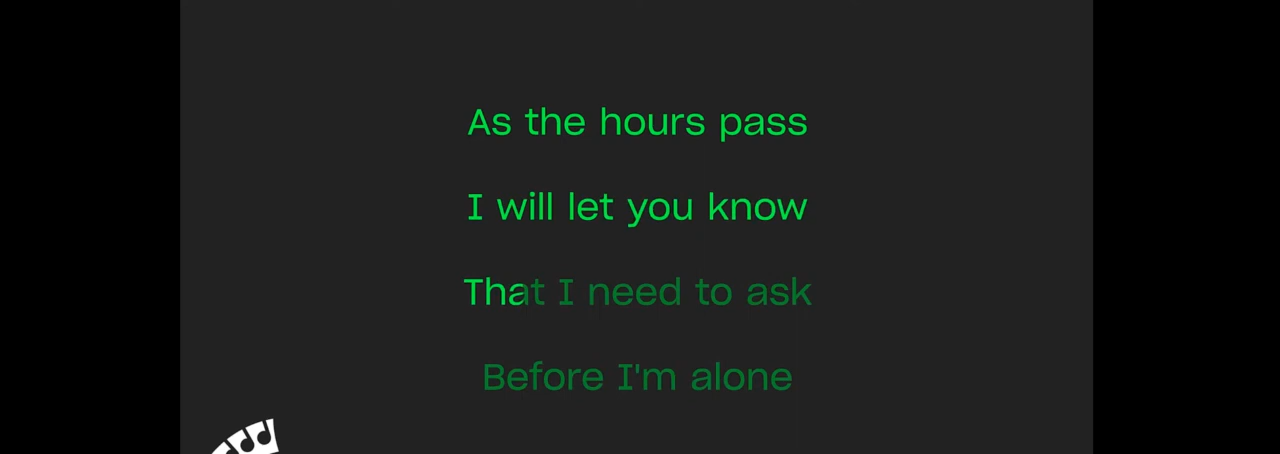 As the hours pass
I will let you know
That I need to ask
Before I'm alone